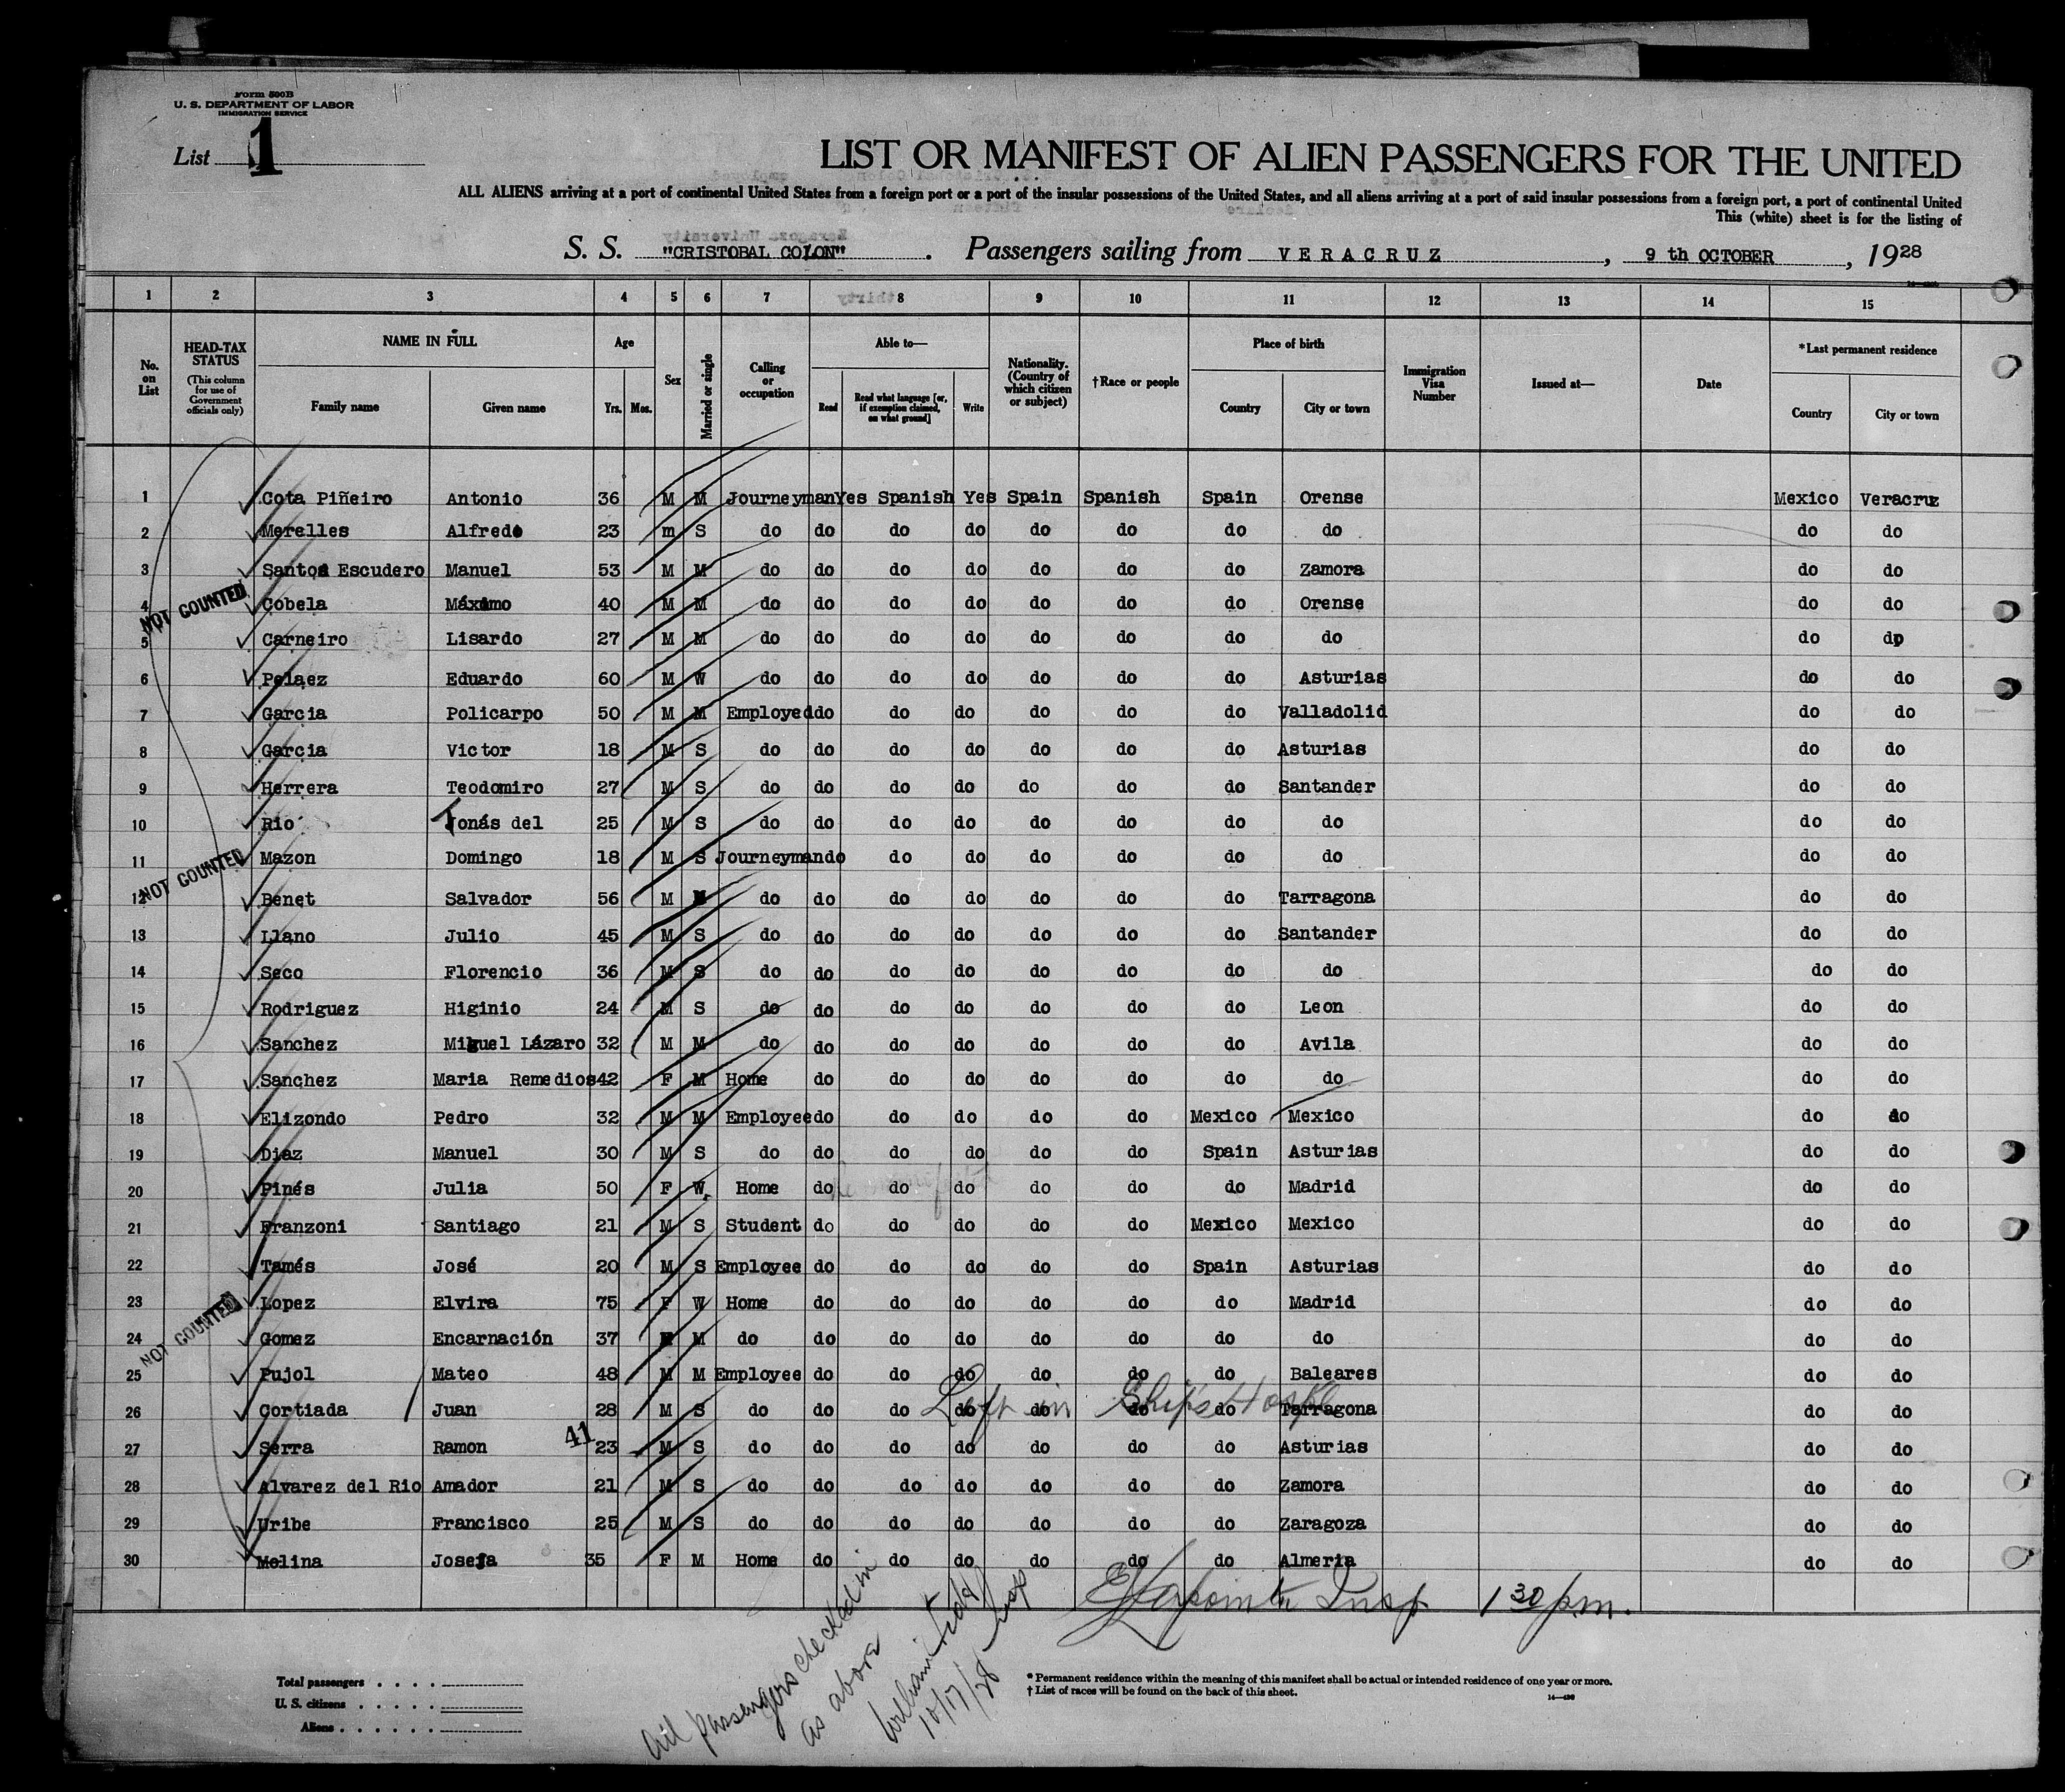 Form 500B
U. S. DEPARTMENT OF LABOR
IMMIGRATION SERVICE
List 1
LIST OR MANIFEST OF ALIEN PASSENGERS FOR THE UNITED
ALL ALIENS arriving at a port of continental United States from a foreign port or a port of the insular possessions of the United States, and all aliens arriving at a port of said insular possessions from a foreign port, a port of continental United
This (white) sheet is for the listing of
S. S. "CRISTOBAL COLON". Passengers sailing from VERACRUZ, 9 th OCTOBER, 1928
1 2 3 4 5 6 7 8 9 10 11 12 13 14 15
No. on List HEAD-TAX STATUS (This column for use of Government officials only) NAME IN FULL Family name Given name Age Yrs. Mos. Sex Married or single Calling or occupation Able to— Read Read what language [or, if exemption claimed, on what ground] Write Nationality. (Country of which citizen or subject) †Race or people Place of birth Country City or town Immigration Visa Number Issued at— Date *Last permanent residence Country City or town
1 Cota Piñeiro Antonio 36 M M Journeyman Yes Spanish Yes Spain Spanish Spain Orense Mexico Veracruz
2 Merelles Alfredo 23 m S do do do do do do do do do do
3 Santos Escudero Manuel 53 M M do do do do do do do Zamora do do
NOT COUNTED
4 Cobela Máximo 40 M M do do do do do do do Orense do do
5 Carneiro Lisardo 27 M M do do do do do do do do do do
6 Pelaez Eduardo 60 M W do do do do do do do Asturias do do
7 Garcia Policarpo 50 M M Employed do do do do do do Valladolid do do
8 Garcia Victor 18 M S do do do do do do do Asturias do do
9 Herrera Teodomiro 27 M S do do do do do do do Santander do do
10 Rio Jonás del 25 M S do do do do do do do do do do
11 Mazon Domingo 18 M S Journeyman do do do do do do do do do
NOT COUNTED
12 Benet Salvador 56 M M do do do do do do do Tarragona do do
13 Llano Julio 45 M S do do do do do do do Santander do do
14 Seco Florencio 36 M S do do do do do do do do do do
15 Rodriguez Higinio 24 M S do do do do do do do Leon do do
16 Sanchez Miguel Lázaro 32 M M do do do do do do do Avila do do
17 Sanchez Maria Remedios 42 F M Home do do do do do do do do do
18 Elizondo Pedro 32 M M Employee do do do do do Mexico Mexico do do
19 Diaz Manuel 30 M S do do do do do do Spain Asturias do do
20 Pinés Julia 50 F W Home do do do do do do Madrid do do
21 Franzoni Santiago 21 M S Student do do do do do Mexico Mexico do do
22 Tamés José 20 M S Employee do do do do do Spain Asturias do do
23 Lopez Elvira 75 F W Home do do do do do do Madrid do do
NOT COUNTED
24 Gomez Encarnación 37 F M do do do do do do do do do do
25 Pujol Mateo 48 M M Employee do do do do do do Baleares do do
Left in Ship's Hospt
26 Cortiada Juan 28 M S do do do do do do do Tarragona do do
41
27 Serra Ramon 23 M S do do do do do do do Asturias do do
28 Alvarez del Rio Amador 21 M S do do do do do do do Zamora do do
29 Uribe Francisco 25 M S do do do do do do do Zaragoza do do
30 Molina Josefa 35 F M Home do do do do do do Almeria do do
Insp 1 30 p.m.
All passengers checked in
as above
William Todd Insp
10/17/28
Total passengers
U. S. citizens
Aliens
* Permanent residence within the meaning of this manifest shall be actual or intended residence of one year or more.
† List of races will be found on the back of this sheet.